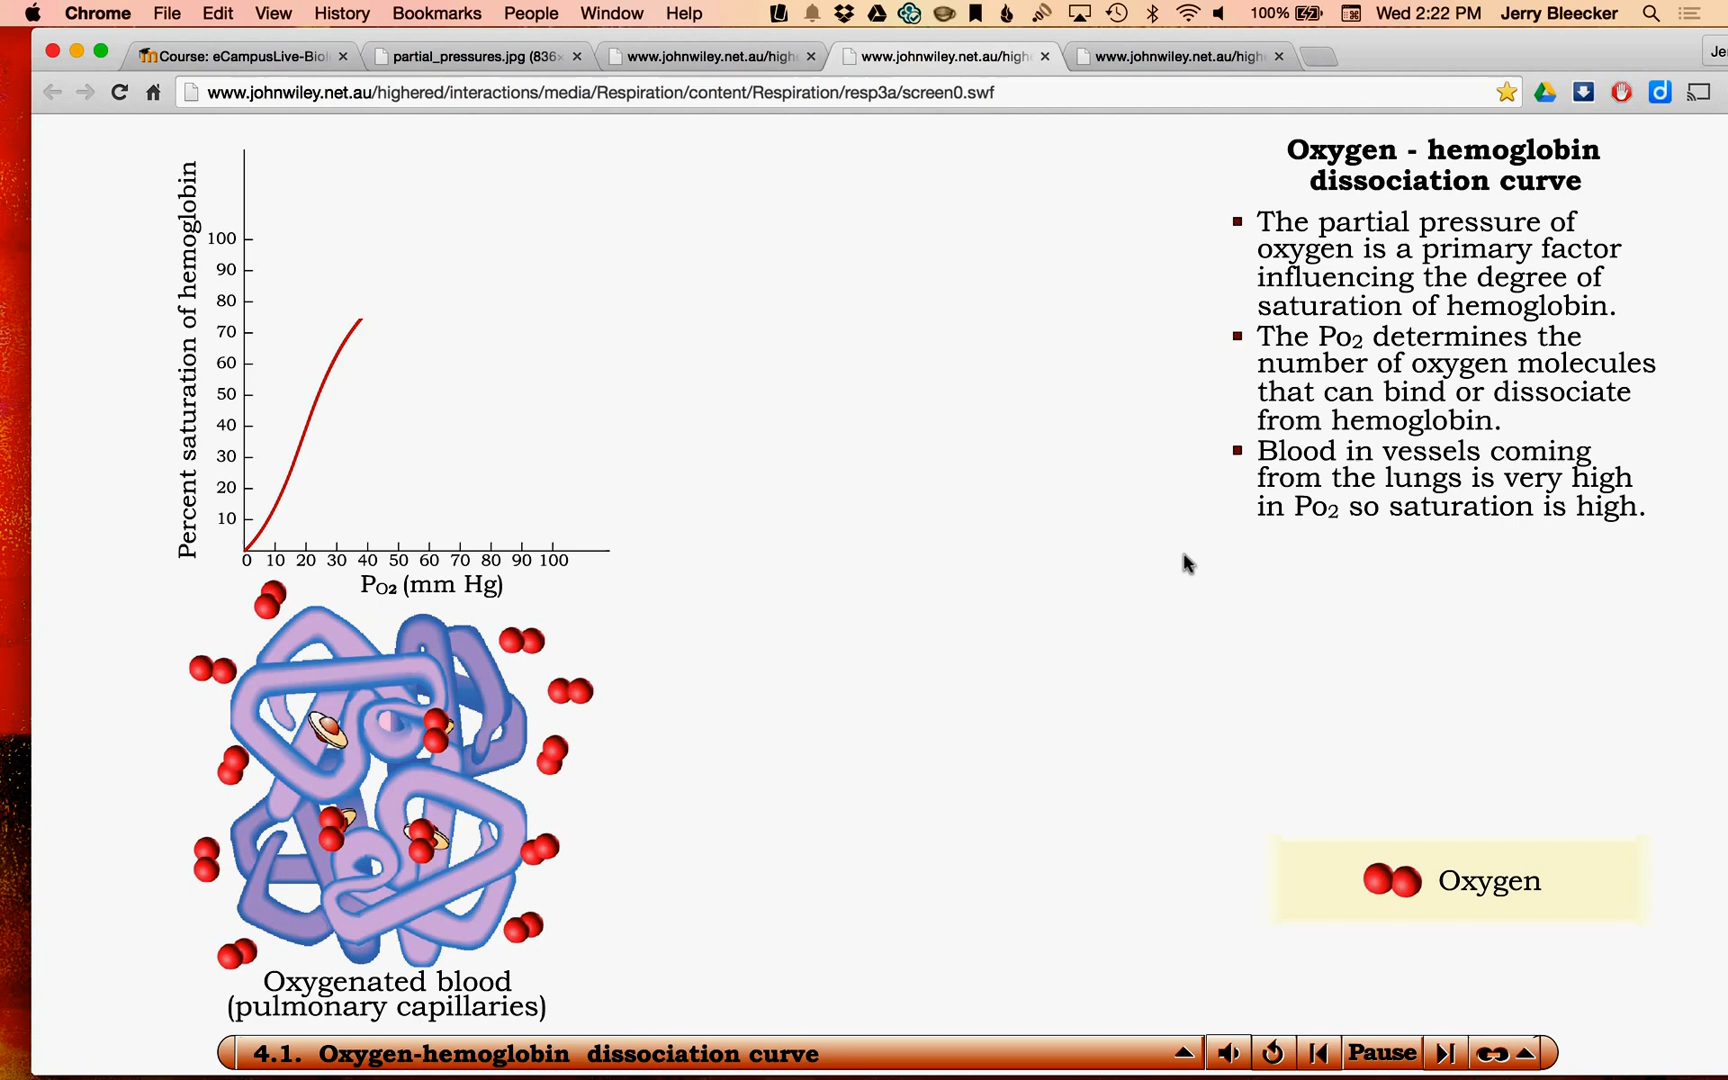 Chrome File Edit View History Bookmarks People Window Help 100% Wed 2:22 PM Jerry Bleecker
Course: eCampusLive-Biol partial_pressures.jpg (836× www.johnwiley.net.au/high www.johnwiley.net.au/high www.johnwiley.net.au/high Je
www.johnwiley.net.au/highered/interactions/media/Respiration/content/Respiration/resp3a/screen0.swf
Oxygen - hemoglobin
dissociation curve
The partial pressure of
oxygen is a primary factor
influencing the degree of
saturation of hemoglobin.
The Po2 determines the
number of oxygen molecules
that can bind or dissociate
from hemoglobin.
Blood in vessels coming
from the lungs is very high
in Po2 so saturation is high.
Percent saturation of hemoglobin
100
90
80
70
60
50
40
30
20
10
0 10 20 30 40 50 60 70 80 90 100
PO2 (mm Hg)
Oxygen
Oxygenated blood
(pulmonary capillaries)
4.1. Oxygen-hemoglobin dissociation curve Pause